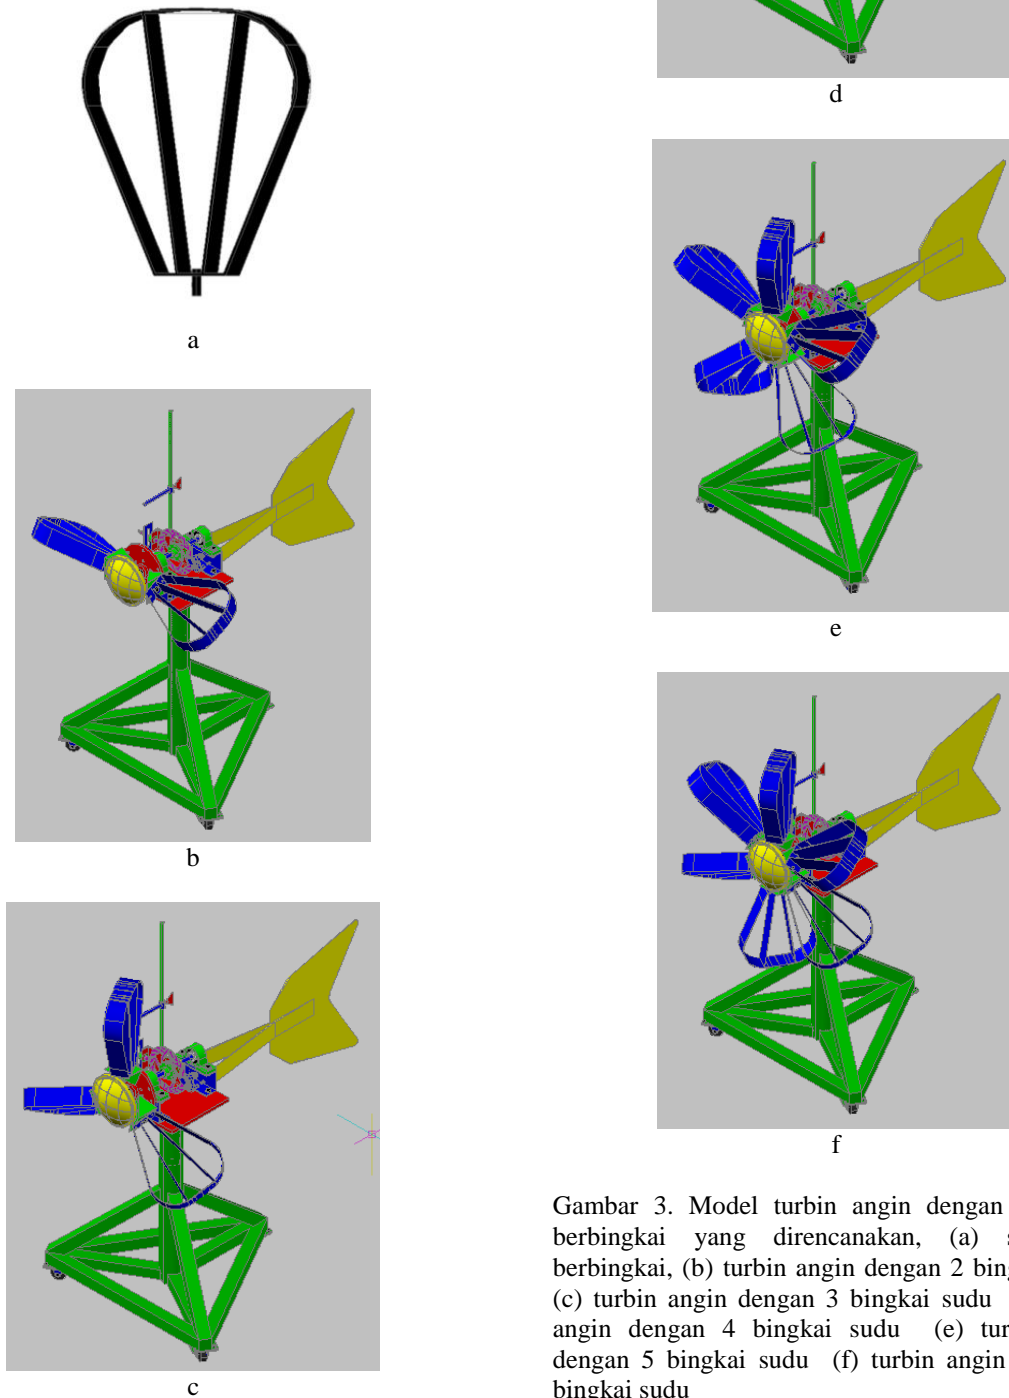 a
b
c
d
e
f
Gambar 3. Model turbin angin dengan
berbingkai yang direncanakan, (a)
berbingkai, (b) turbin angin dengan 2
(c) turbin angin dengan 3 bingkai sudu
angin dengan 4 bingkai sudu (e)
dengan 5 bingkai sudu (f) turbin angin
bingkai sudu